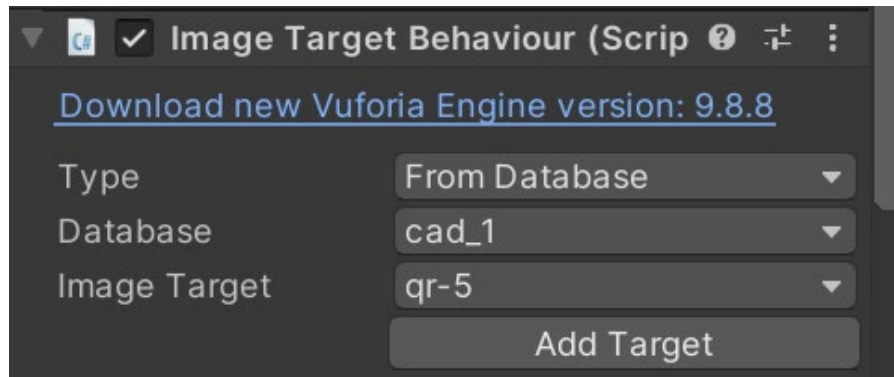 Image Target Behaviour (Scrip
Download new Vuforia Engine version: 9.8.8
Type From Database
Database cad_1
Image Target qr-5
Add Target